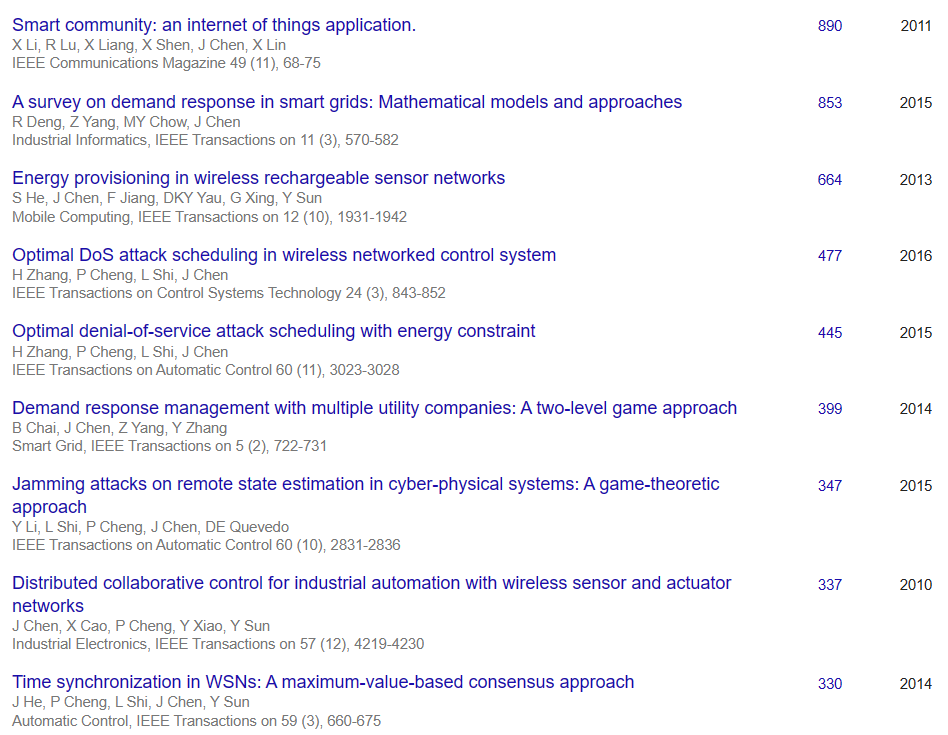 Smart community: an internet of things application. 890 2011
X Li, R Lu, X Liang, X Shen, J Chen, X Lin
IEEE Communications Magazine 49 (11), 68-75
A survey on demand response in smart grids: Mathematical models and approaches 853 2015
R Deng, Z Yang, MY Chow, J Chen
Industrial Informatics, IEEE Transactions on 11 (3), 570-582
Energy provisioning in wireless rechargeable sensor networks 664 2013
S He, J Chen, F Jiang, DKY Yau, G Xing, Y Sun
Mobile Computing, IEEE Transactions on 12 (10), 1931-1942
Optimal DoS attack scheduling in wireless networked control system 477 2016
H Zhang, P Cheng, L Shi, J Chen
IEEE Transactions on Control Systems Technology 24 (3), 843-852
Optimal denial-of-service attack scheduling with energy constraint 445 2015
H Zhang, P Cheng, L Shi, J Chen
IEEE Transactions on Automatic Control 60 (11), 3023-3028
Demand response management with multiple utility companies: A two-level game approach 399 2014
B Chai, J Chen, Z Yang, Y Zhang
Smart Grid, IEEE Transactions on 5 (2), 722-731
Jamming attacks on remote state estimation in cyber-physical systems: A game-theoretic 347 2015
approach
Y Li, L Shi, P Cheng, J Chen, DE Quevedo
IEEE Transactions on Automatic Control 60 (10), 2831-2836
Distributed collaborative control for industrial automation with wireless sensor and actuator 337 2010
networks
J Chen, X Cao, P Cheng, Y Xiao, Y Sun
Industrial Electronics, IEEE Transactions on 57 (12), 4219-4230
Time synchronization in WSNs: A maximum-value-based consensus approach 330 2014
J He, P Cheng, L Shi, J Chen, Y Sun
Automatic Control, IEEE Transactions on 59 (3), 660-675